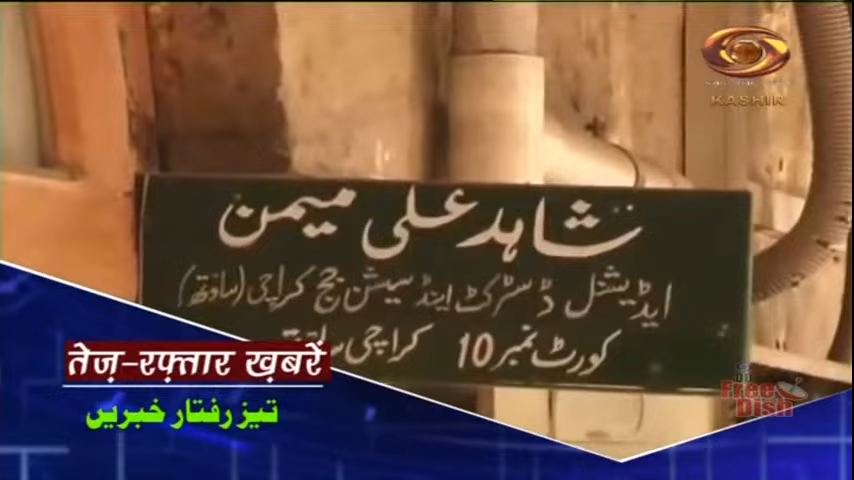 KASHIR
شاہد علی میمن
ایڈیشنل ڈسٹرکٹ اینڈ سیشن جج کراچی (ساؤتھ)
کورٹ نمبر 10 کراچی
तेज़-रफ़्तार ख़बरें
تیز رفتار خبریں
Free
Dish